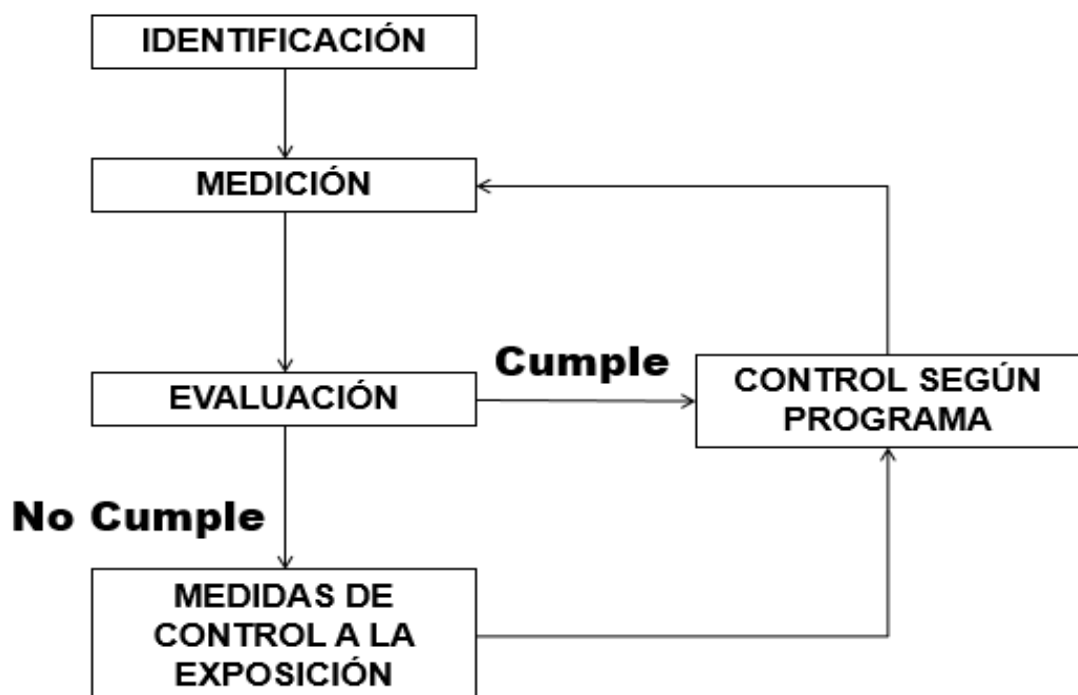 IDENTIFICACIÓN
MEDICIÓN
EVALUACIÓN
Cumple
CONTROL SEGÚN
PROGRAMA
No Cumple
MEDIDAS DE
CONTROL A LA
EXPOSICIÓN